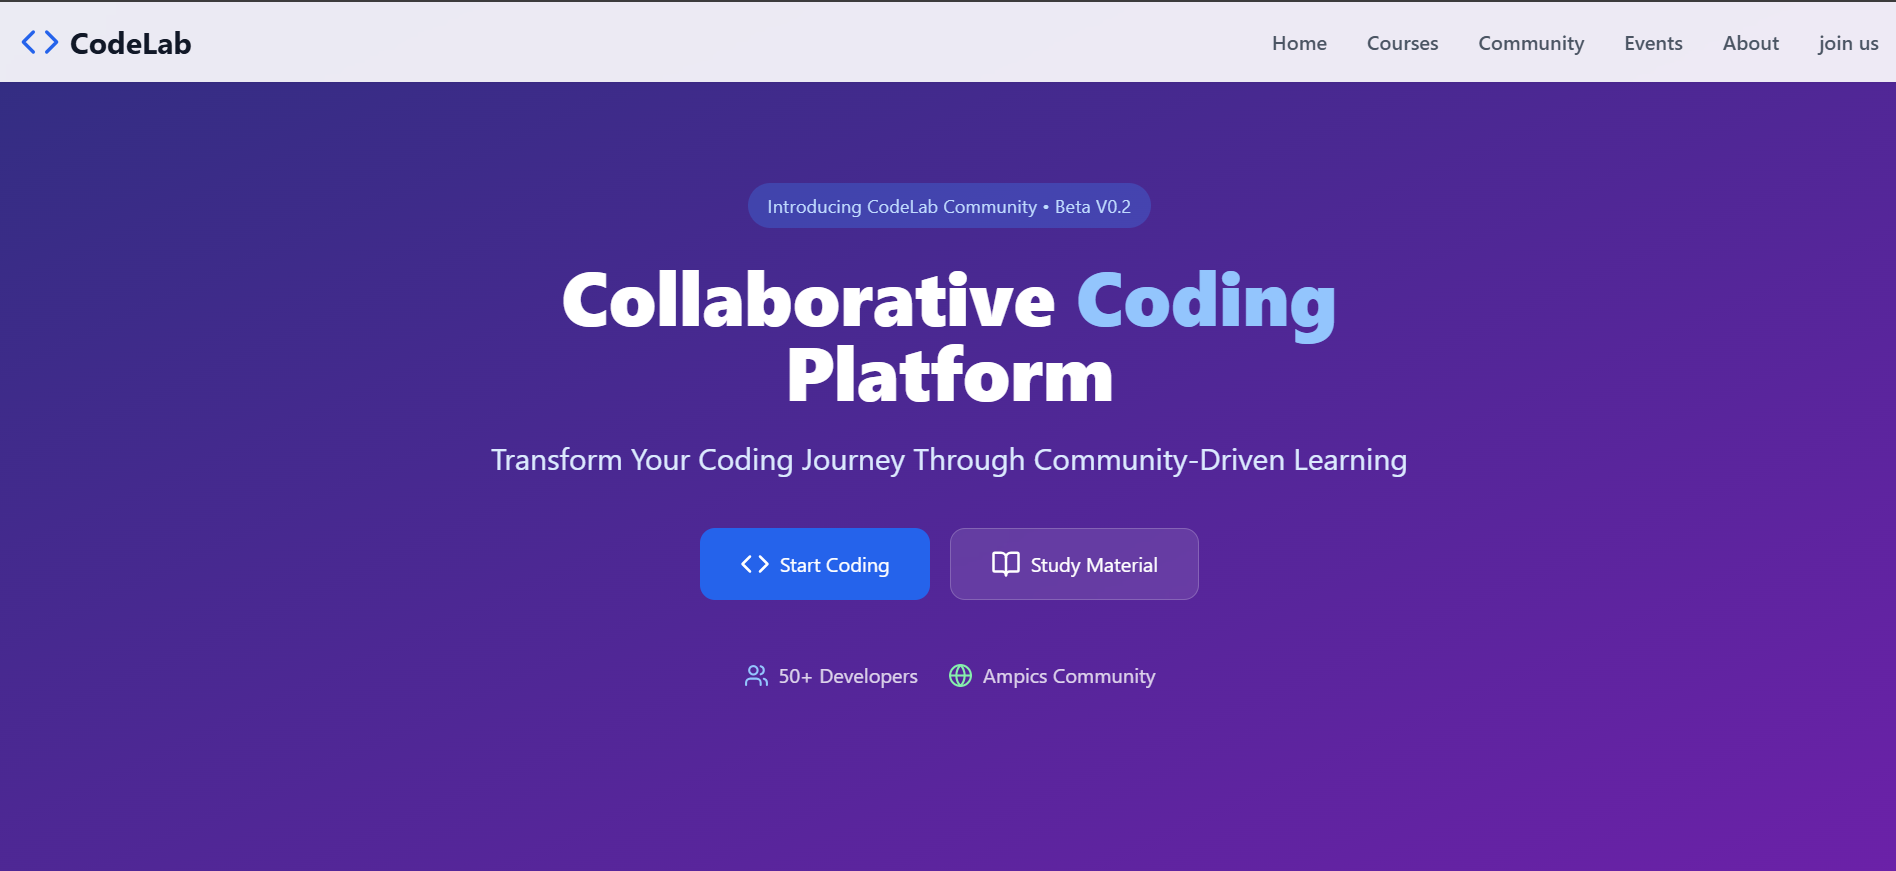 CodeLab
Home
Courses
Community
Events
About
join us
Introducing CodeLab Community • Beta V0.2
Collaborative Coding
Platform
Transform Your Coding Journey Through Community-Driven Learning
Start Coding
Study Material
50+ Developers
Ampics Community